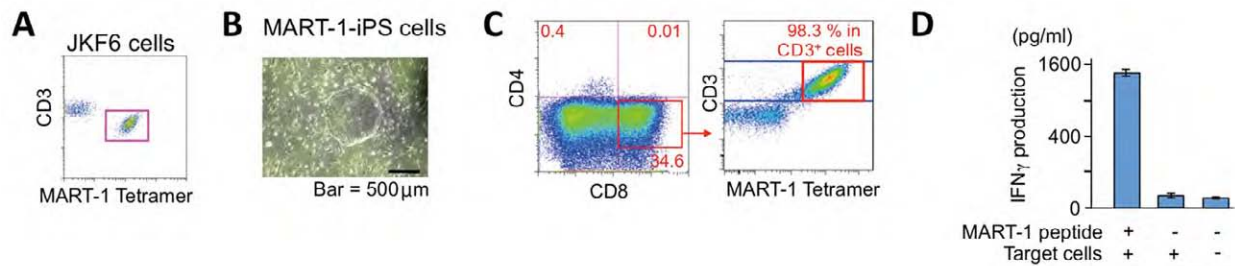 A
JKF6 cells
CD3
MART-1 Tetramer
B
MART-1-iPS cells
Bar = 500μm
C
0.4
0.01
CD4
34.6
CD8
98.3 % in
CD3⁺ cells
CD3
MART-1 Tetramer
D
(pg/ml)
1600
400
0
IFNγ production
MART-1 peptide + - -
Target cells + + -